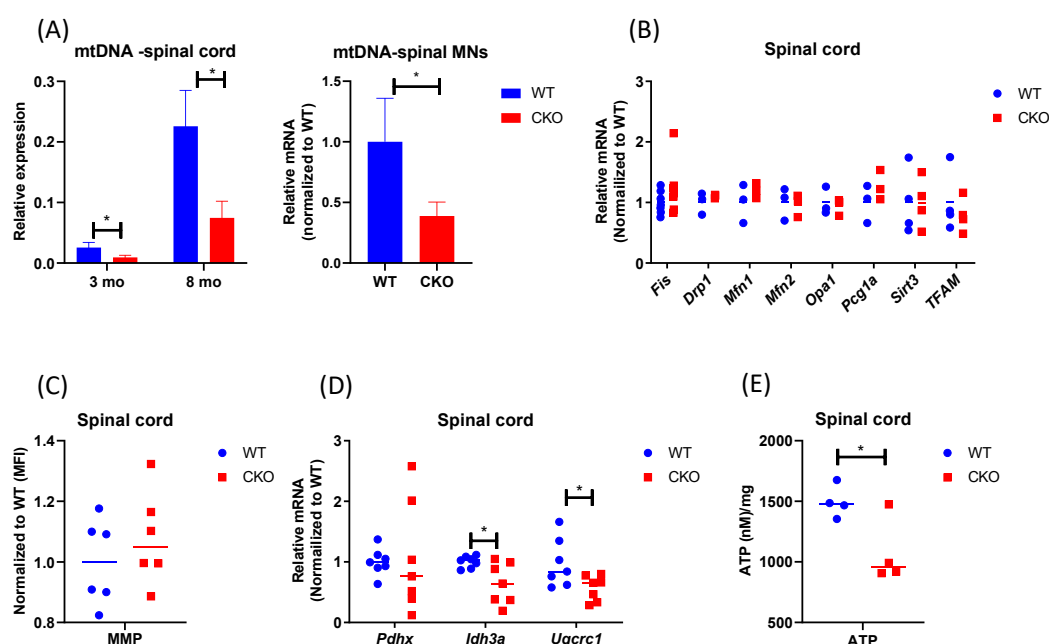 (A)
mtDNA -spinal cord
Relative expression
0.3
0.2
0.1
0.0
*
*
3 mo
8 mo
mtDNA-spinal MNs
Relative mRNA
(normalized to WT)
1.5
1.0
0.5
0.0
*
WT
CKO
WT
CKO
(B)
Spinal cord
Relative mRNA
(Normalized to WT)
3
2
1
0
Fis
Drp1
Mfn1
Mfn2
Opa1
Pcg1a
Sirt3
TFAM
WT
CKO
(C)
Spinal cord
Normalized to WT (MFI)
1.4
1.2
1.0
0.8
MMP
WT
CKO
(D)
Spinal cord
Relative mRNA
(Normailized to WT)
3
2
1
0
*
*
Pdhx
Idh3a
Uqcrc1
WT
CKO
(E)
Spinal cord
ATP (nM)/mg
2000
1500
1000
500
*
ATP
WT
CKO